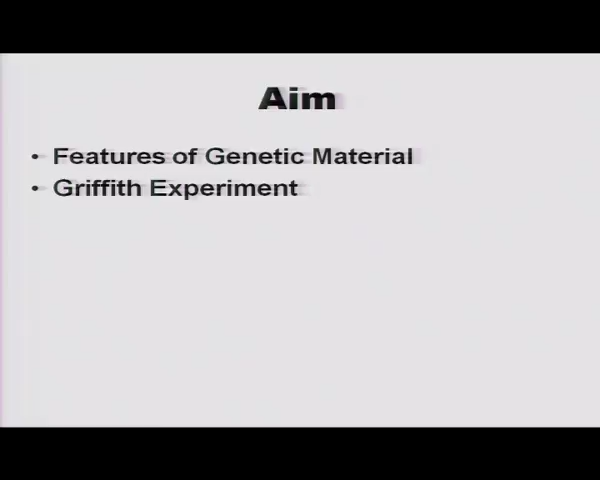 Aim
• Features of Genetic Material
• Griffith Experiment